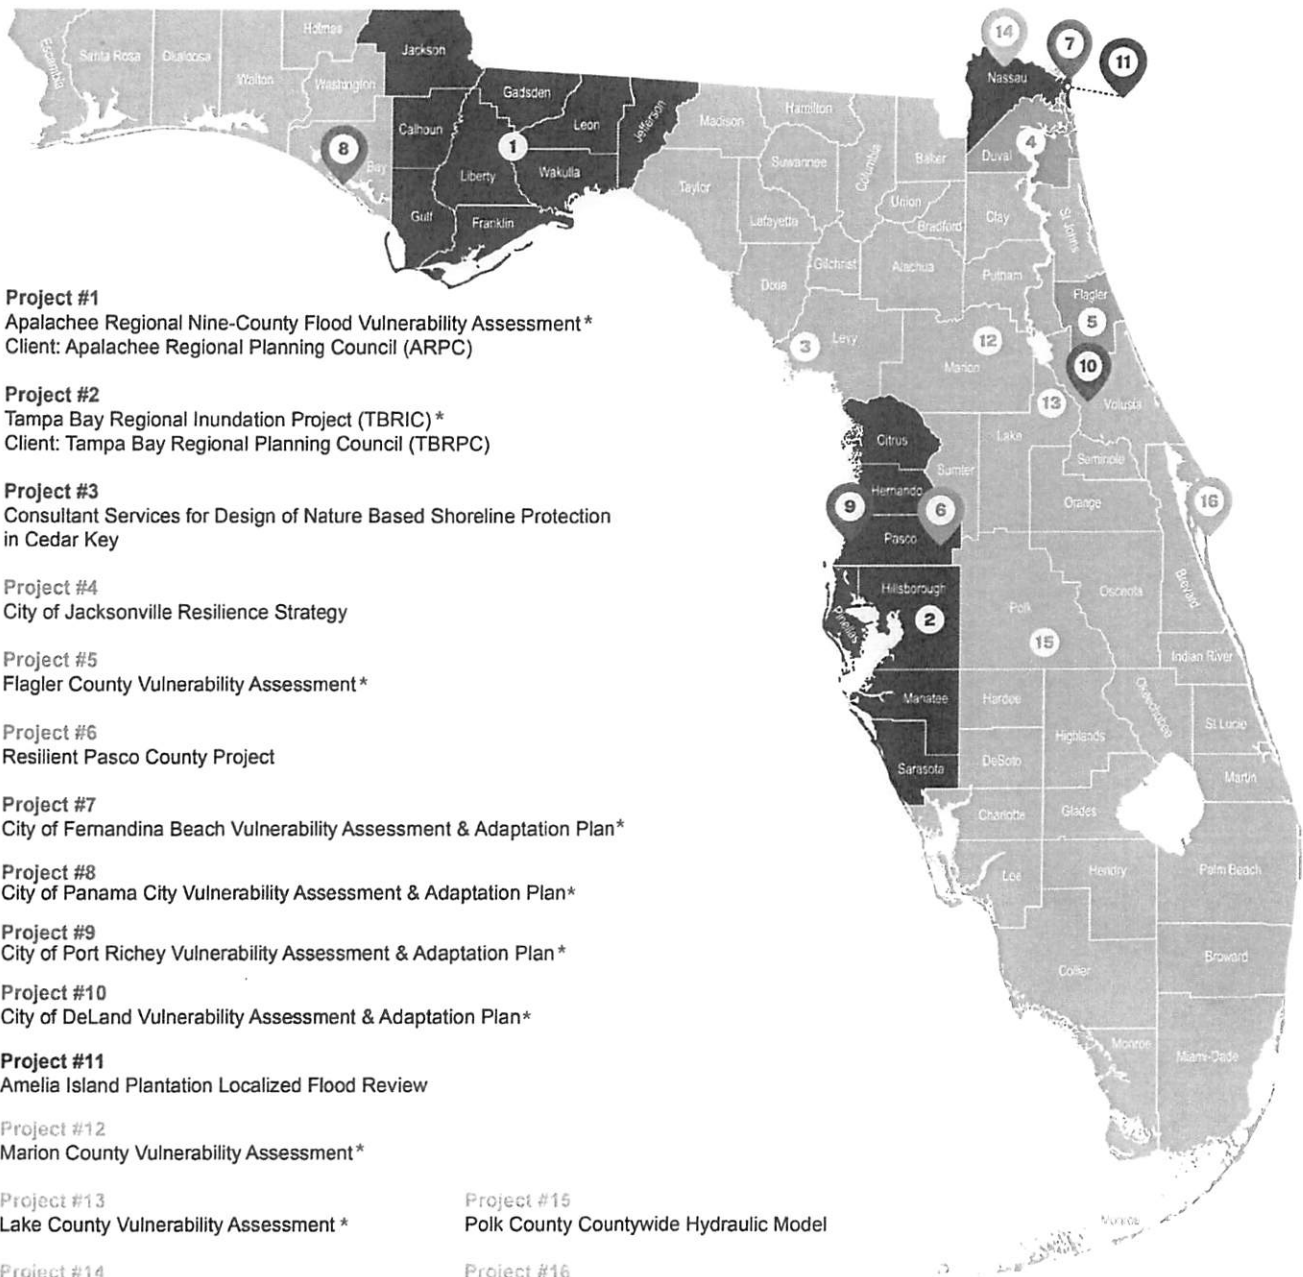 Project #1
Apalachee Regional Nine-County Flood Vulnerability Assessment*
Client: Apalachee Regional Planning Council (ARPC)
Project #2
Tampa Bay Regional Inundation Project (TBRIC)*
Client: Tampa Bay Regional Planning Council (TBRPC)
Project #3
Consultant Services for Design of Nature Based Shoreline Protection
in Cedar Key
Project #4
City of Jacksonville Resilience Strategy
Project #5
Flagler County Vulnerability Assessment*
Project #6
Resilient Pasco County Project
Project #7
City of Fernandina Beach Vulnerability Assessment & Adaptation Plan*
Project #8
City of Panama City Vulnerability Assessment & Adaptation Plan*
Project #9
City of Port Richey Vulnerability Assessment & Adaptation Plan*
Project #10
City of DeLand Vulnerability Assessment & Adaptation Plan*
Project #11
Amelia Island Plantation Localized Flood Review
Project #12
Marion County Vulnerability Assessment*
Project #13
Lake County Vulnerability Assessment *
Project #14
Project #15
Polk County Countywide Hydraulic Model
Project #16
Escambia
Santa Rosa
Okaloosa
Walton
Holmes
Washington
8
Bay
Jackson
Calhoun
Gulf
Gadsden
Liberty
1
Leon
Wakulla
Franklin
Jefferson
Madison
Taylor
Hamilton
Suwannee
Lafayette
Dixie
Columbia
Gilchrist
Baker
Union
Bradford
Alachua
14
Nassau
7
11
Duval
4
Clay
St Johns
Putnam
Flagler
5
3
Levy
12
Marion
10
13
Volusia
Citrus
Sumter
Lake
Seminole
Hernando
9
6
Orange
16
Pasco
Hillsborough
Pinellas
2
Polk
15
Osceola
Brevard
Indian River
Manatee
Hardee
Highlands
Okeechobee
St Lucie
Sarasota
DeSoto
Martin
Charlotte
Glades
Lee
Hendry
Palm Beach
Collier
Broward
Monroe
Miami-Dade
Monroe